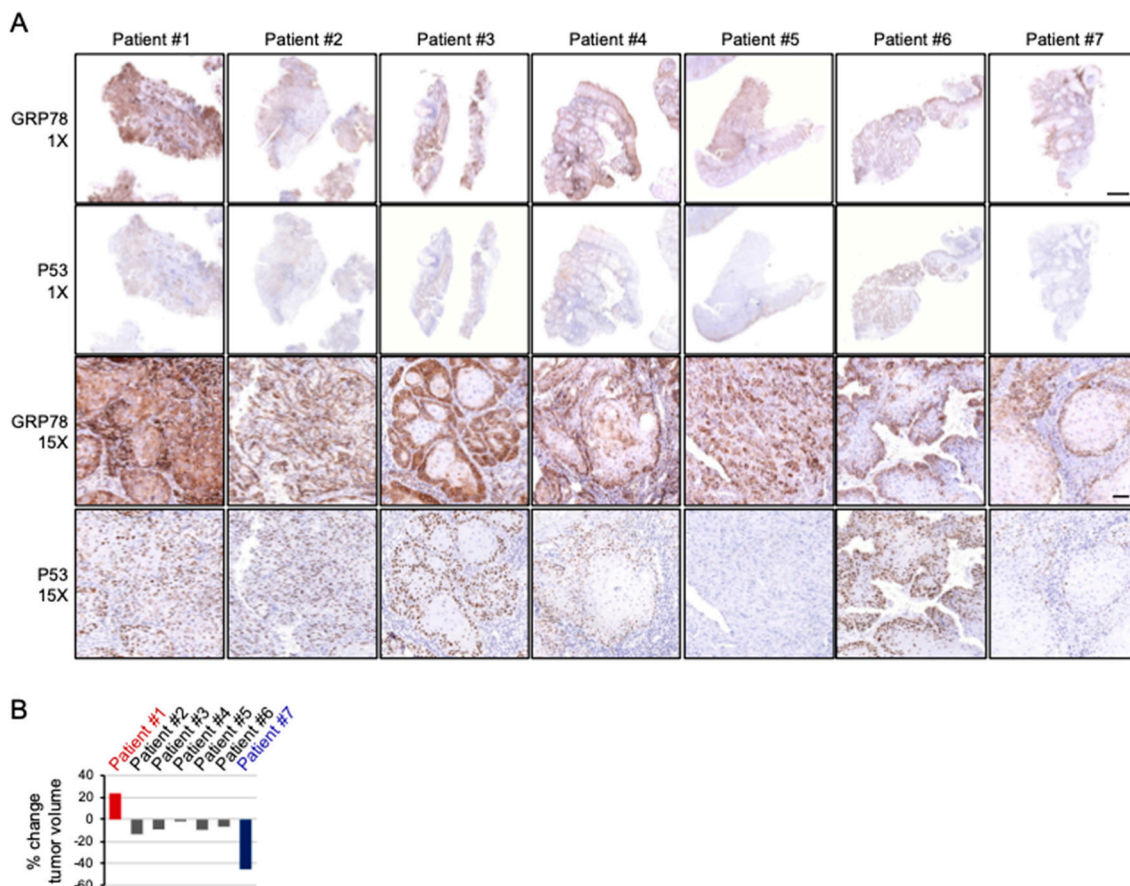 A
Patient #1 Patient #2 Patient #3 Patient #4 Patient #5 Patient #6 Patient #7
GRP78
1X
P53
1X
GRP78
15X
P53
15X
B
Patient #1 Patient #2 Patient #3 Patient #4 Patient #5 Patient #6 Patient #7
% change
tumor volume
40
20
0
-20
-40
-60